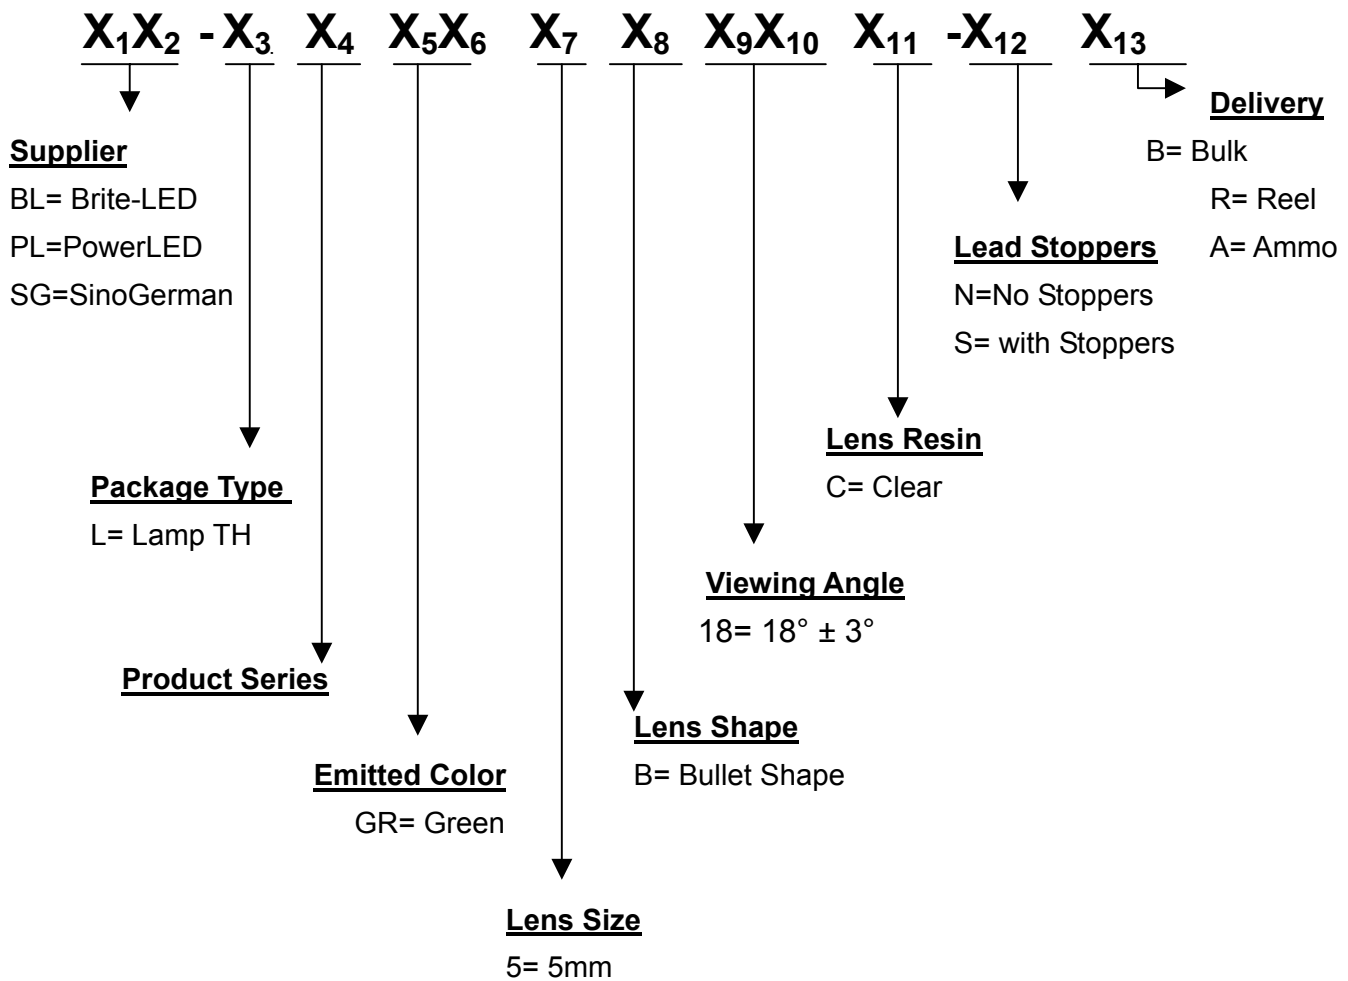 X₁X₂ - X₃ X₄ X₅X₆ X₇ X₈ X₉X₁₀ X₁₁ -X₁₂ X₁₃
Supplier
BL= Brite-LED
PL=PowerLED
SG=SinoGerman
Package Type
L= Lamp TH
Product Series
Emitted Color
GR= Green
Lens Size
5= 5mm
Lens Shape
B= Bullet Shape
Viewing Angle
18= 18° ± 3°
Lens Resin
C= Clear
Lead Stoppers
N=No Stoppers
S= with Stoppers
Delivery
B= Bulk
R= Reel
A= Ammo